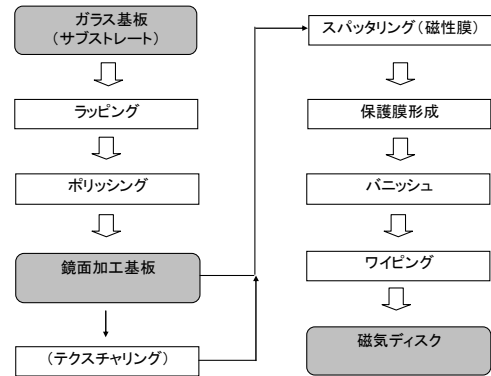 ガラス基板
（サブストレート）
ラッピング
ポリッシング
鏡面加工基板
（テクスチャリング）
スパッタリング（磁性膜）
保護膜形成
バニッシュ
ワイピング
磁気ディスク